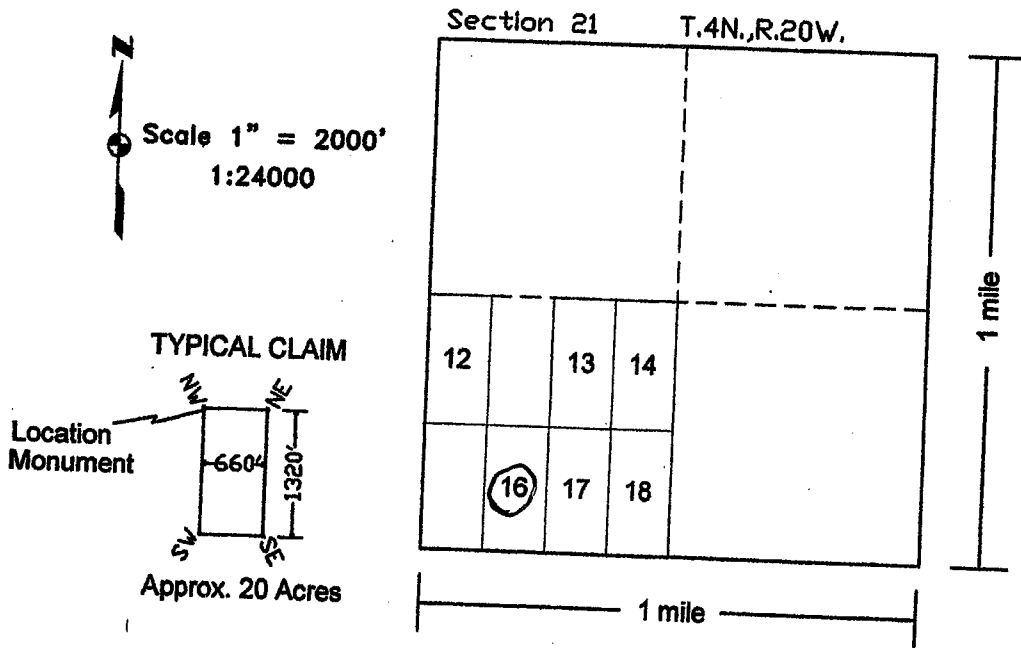 Section 21 T.4N.,R.20W.
N
Scale 1" = 2000'
1:24000
1 mile
12 13 14
16 17 18
TYPICAL CLAIM
NW NE
Location
Monument
660'
1320'
SW SE
Approx. 20 Acres
1 mile